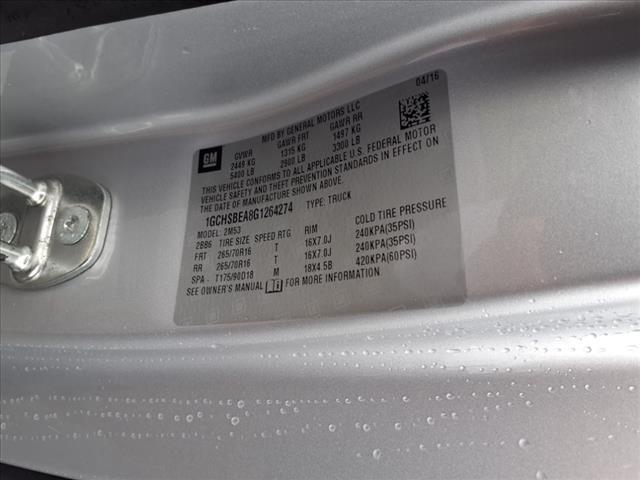 04/16
MFD BY GENERAL MOTORS LLC
GM
GVWR GAWR FRT GAWR RR
2449 KG 1315 KG 1497 KG
5400 LB 2900 LB 3300 LB
THIS VEHICLE CONFORMS TO ALL APPLICABLE U.S. FEDERAL MOTOR
VEHICLE SAFETY AND THEFT PREVENTION STANDARDS IN EFFECT ON
THE DATE OF MANUFACTURE SHOWN ABOVE.
1GCHSBEA8G1264274 TYPE: TRUCK
2M53
2BB6 TIRE SIZE SPEED RTG RIM COLD TIRE PRESSURE
FRT 265/70R16 T 16X7.0J 240KPA(35PSI)
RR 265/70R16 T 16X7.0J 240KPA(35PSI)
SPA - T175/90D18 M 18X4.5B 420KPA(60PSI)
SEE OWNER'S MANUAL FOR MORE INFORMATION